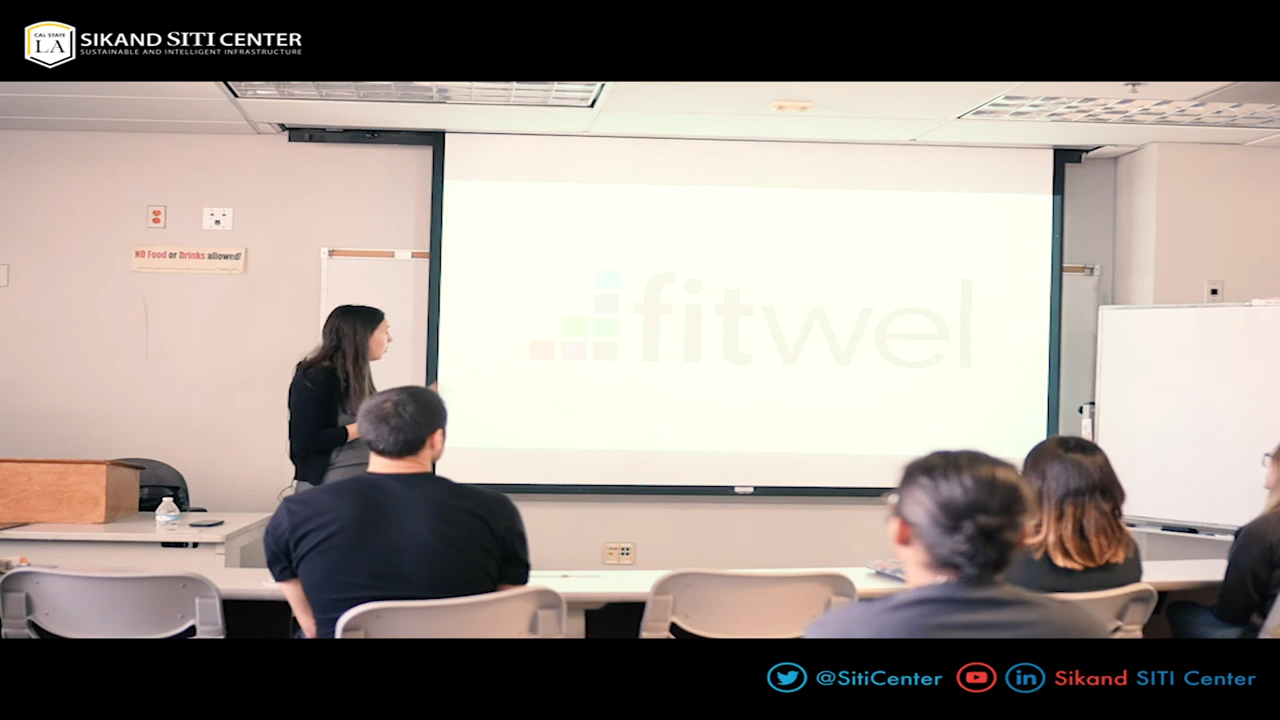 CAL STATE
LA
SIKAND SITI CENTER
SUSTAINABLE AND INTELLIGENT INFRASTRUCTURE
NO Food or Drinks allowed!
fitwel
@SitiCenter
in
Sikand SITI Center